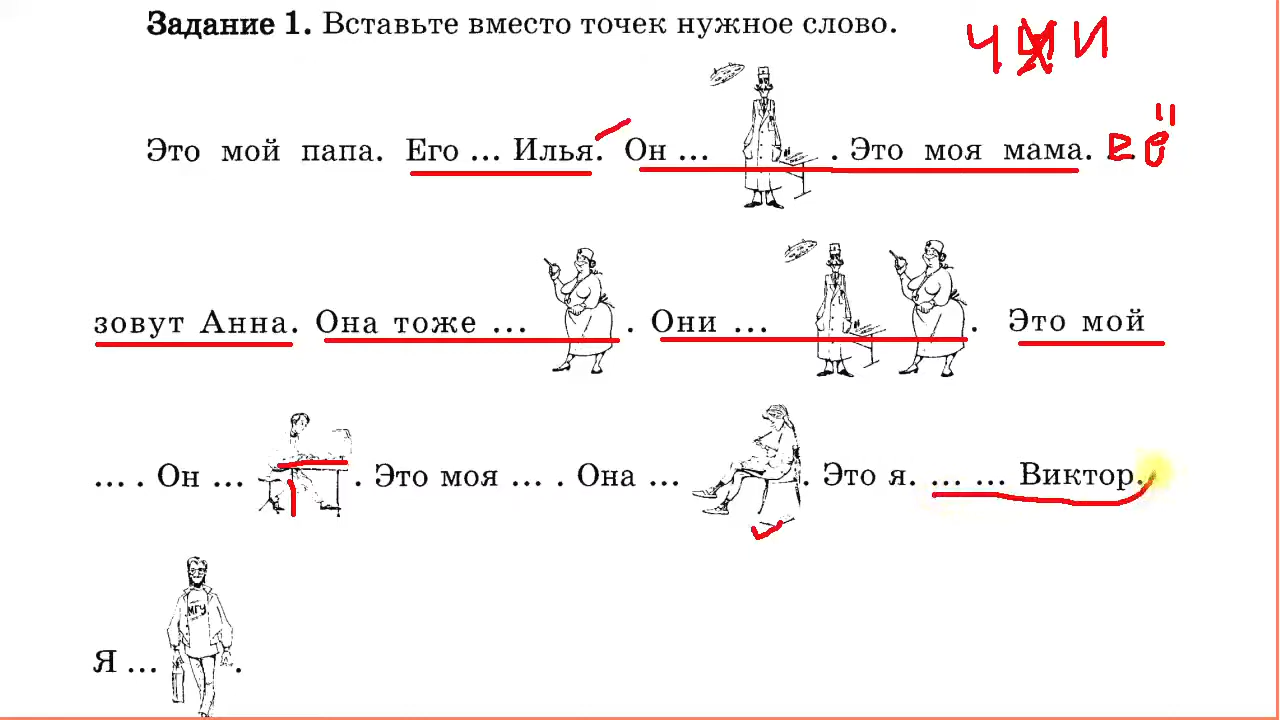 Задание 1. Вставьте вместо точек нужное слово.
ч и
Это мой папа. Его ... Илья. Он ... . Это моя мама. её
зовут Анна. Она тоже ... . Они ... . Это мой
... . Он ... . Это моя ... . Она ... . Это я. ... ... Виктор.
МГУ
Я ... .